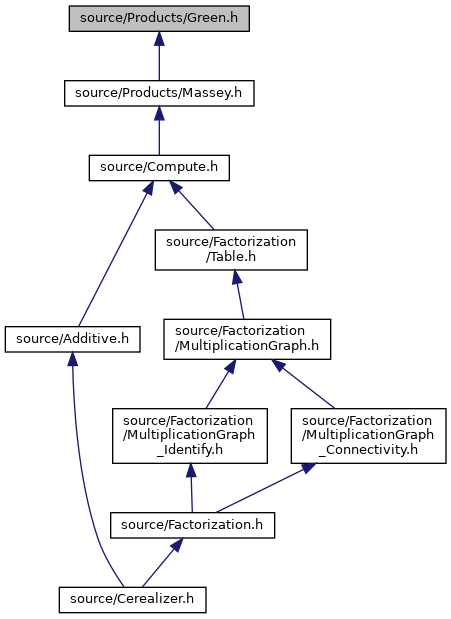 source/Products/Green.h
source/Products/Massey.h
source/Compute.h
source/Factorization
/Table.h
source/Additive.h
source/Factorization
/MultiplicationGraph.h
source/Factorization
/MultiplicationGraph
_Identify.h
source/Factorization
/MultiplicationGraph
_Connectivity.h
source/Factorization.h
source/Cerealizer.h